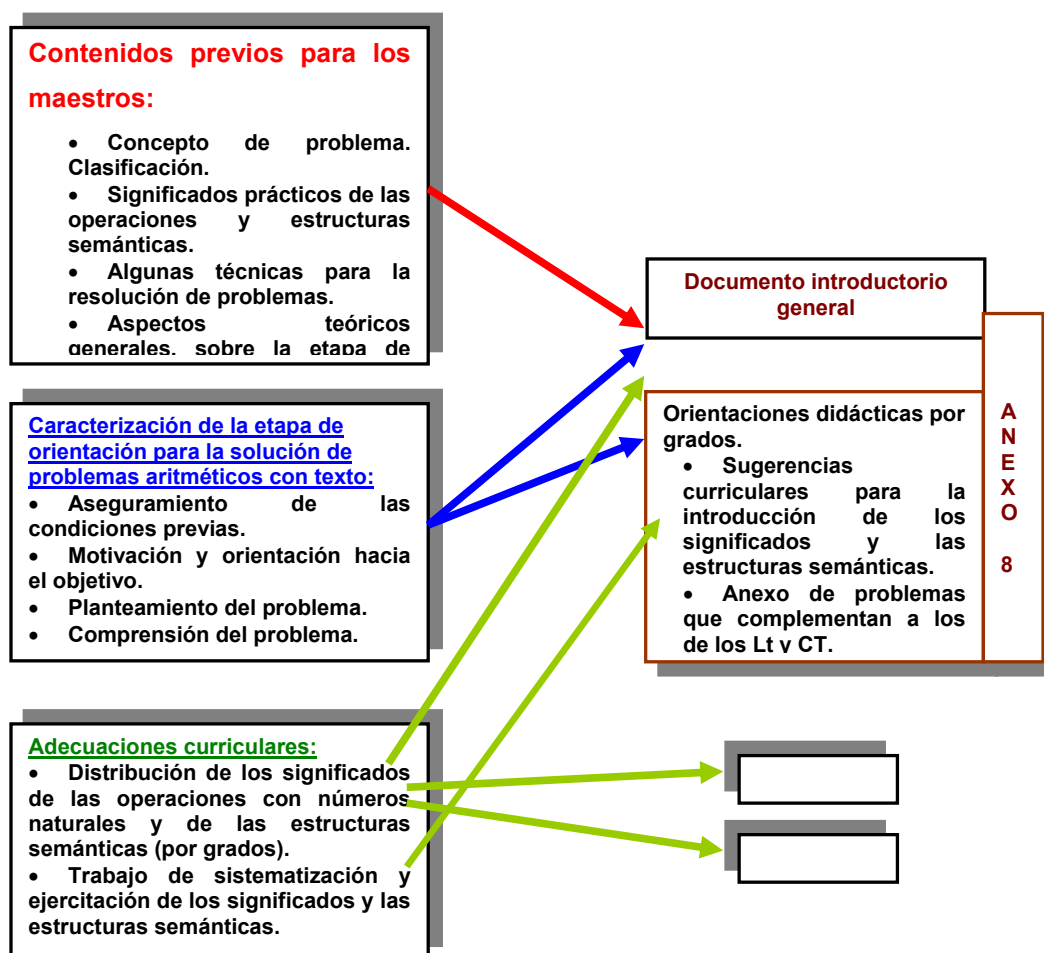 Contenidos previos para los
maestros:
• Concepto de problema.
Clasificación.
• Significados prácticos de las
operaciones y estructuras
semánticas.
• Algunas técnicas para la
resolución de problemas.
• Aspectos teóricos
generales, sobre la etapa de
Caracterización de la etapa de
orientación para la solución de
problemas aritméticos con texto:
• Aseguramiento de las
condiciones previas.
• Motivación y orientación hacia
el objetivo.
• Planteamiento del problema.
• Comprensión del problema.
Adecuaciones curriculares:
• Distribución de los significados
de las operaciones con números
naturales y de las estructuras
semánticas (por grados).
• Trabajo de sistematización y
ejercitación de los significados y las
estructuras semánticas.
Documento introductorio
general
Orientaciones didácticas por
grados.
• Sugerencias
curriculares para la
introducción de los
significados y las
estructuras semánticas.
• Anexo de problemas
que complementan a los
de los Lt y CT.
A
N
E
X
O
8